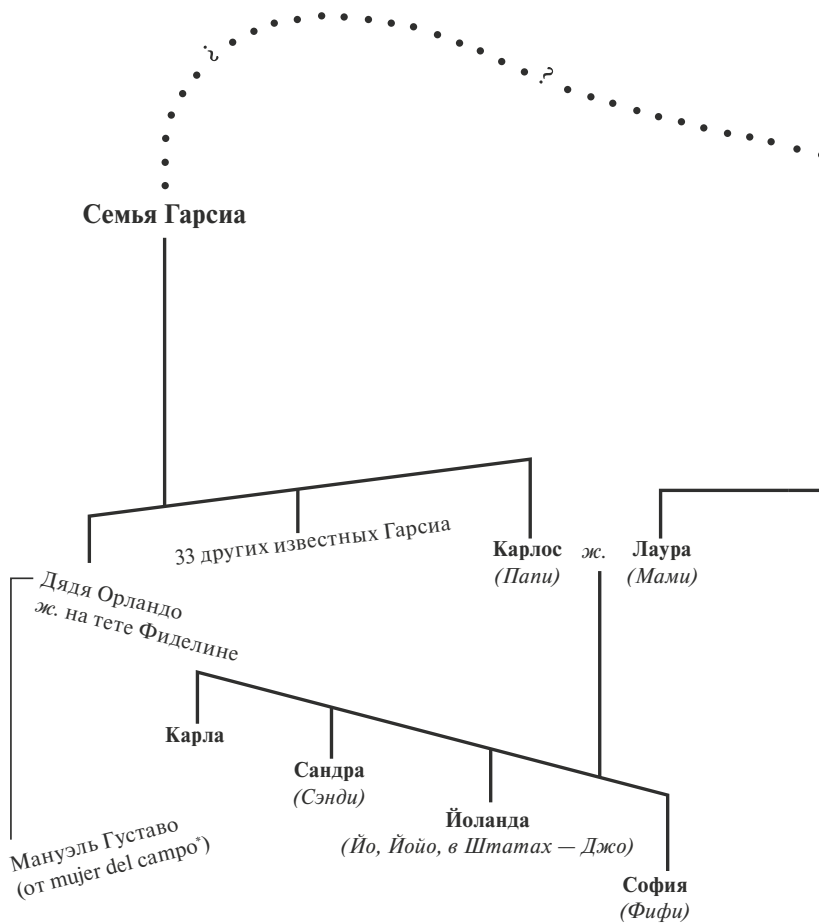 ¿
?
Семья Гарсиа
33 других известных Гарсиа
Карлос ж. Лаура
(Папи) (Мами)
Дядя Орландо
ж. на тете Фиделине
Карла
Сандра
(Сэнди)
Йоланда
(Йо, Йойо, в Штатах — Джо)
Мануэль Густаво
(от mujer del campo*)
София
(Фифи)